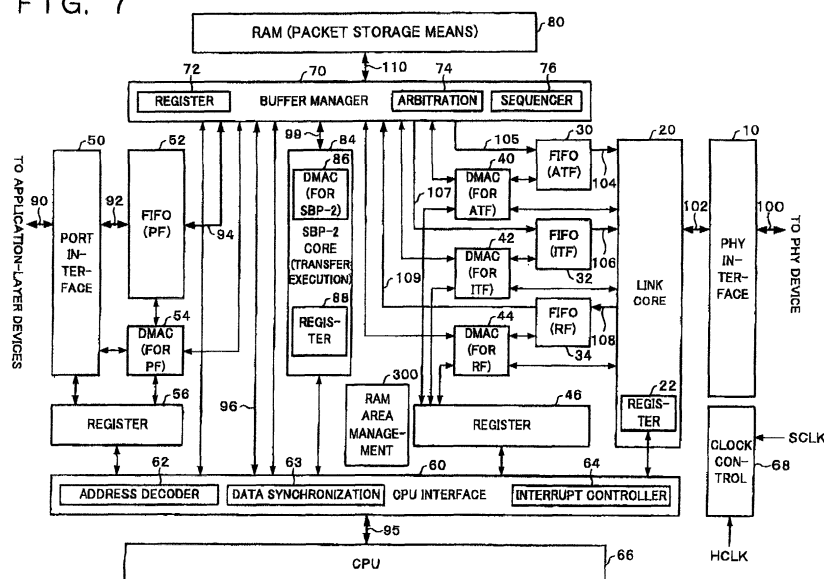 FIG. 7
RAM (PACKET STORAGE MEANS)
80
110
72
70
74
76
REGISTER
BUFFER MANAGER
ARBITRATION
SEQUENCER
99
50
52
84
86
DMAC
(FOR
SBP-2)
SBP-2
CORE
(TRANSFER
EXECUTION)
88
REGIS-
TER
105
30
20
10
40
FIFO
(ATF)
104
107
DMAC
(FOR
ATF)
TO APPLICATION-LAYER DEVICES
90
92
PORT
INTER-
FACE
FIFO
(PF)
94
42
FIFO
(ITF)
106
102
100
TO PHY DEVICE
DMAC
(FOR
ITF)
32
LINK
CORE
PHY
INTER-
FACE
109
44
FIFO
(RF)
108
54
DMAC
(FOR
PF)
DMAC
(FOR
RF)
34
56
96
300
46
22
REGISTER
RAM
AREA
MANAGE-
MENT
REGISTER
REGIS-
TER
CLOCK
CON-
TROL
SCLK
68
62
63
60
64
ADDRESS DECODER
DATA SYNCHRONIZATION
CPU INTERFACE
INTERRUPT CONTROLLER
95
HCLK
CPU
66